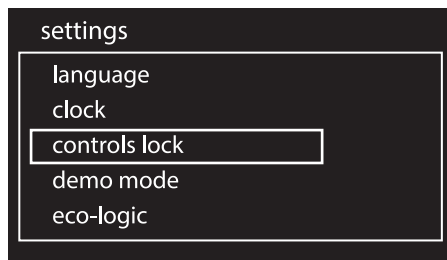 settings
language
clock
controls lock
demo mode
eco-logic